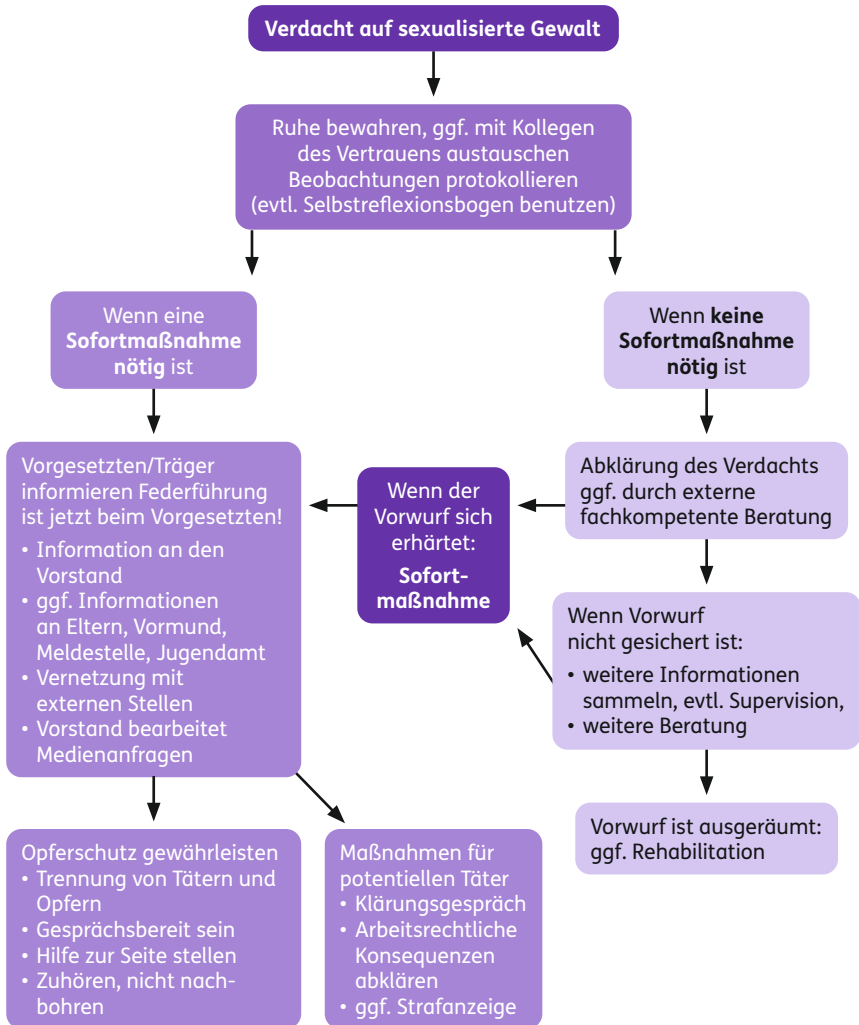 Verdacht auf sexualisierte Gewalt
Ruhe bewahren, ggf. mit Kollegen
des Vertrauens austauschen
Beobachtungen protokollieren
(evtl. Selbstreflexionsbogen benutzen)
Wenn eine
Sofortmaßnahme
nötig ist
Wenn keine
Sofortmaßnahme
nötig ist
Vorgesetzten/Träger
informieren Federführung
ist jetzt beim Vorgesetzten!
• Information an den
Vorstand
• ggf. Informationen
an Eltern, Vormund,
Meldestelle, Jugendamt
• Vernetzung mit
externen Stellen
• Vorstand bearbeitet
Medienanfragen
Wenn der
Vorwurf sich
erhärtet:
Sofort-
maßnahme
Abklärung des Verdachts
ggf. durch externe
fachkompetente Beratung
Wenn Vorwurf
nicht gesichert ist:
• weitere Informationen
sammeln, evtl. Supervision,
• weitere Beratung
Vorwurf ist ausgeräumt:
ggf. Rehabilitation
Opferschutz gewährleisten
• Trennung von Tätern und
Opfern
• Gesprächsbereit sein
• Hilfe zur Seite stellen
• Zuhören, nicht nach-
bohren
Maßnahmen für
potentiellen Täter
• Klärungsgespräch
• Arbeitsrechtliche
Konsequenzen
abklären
• ggf. Strafanzeige